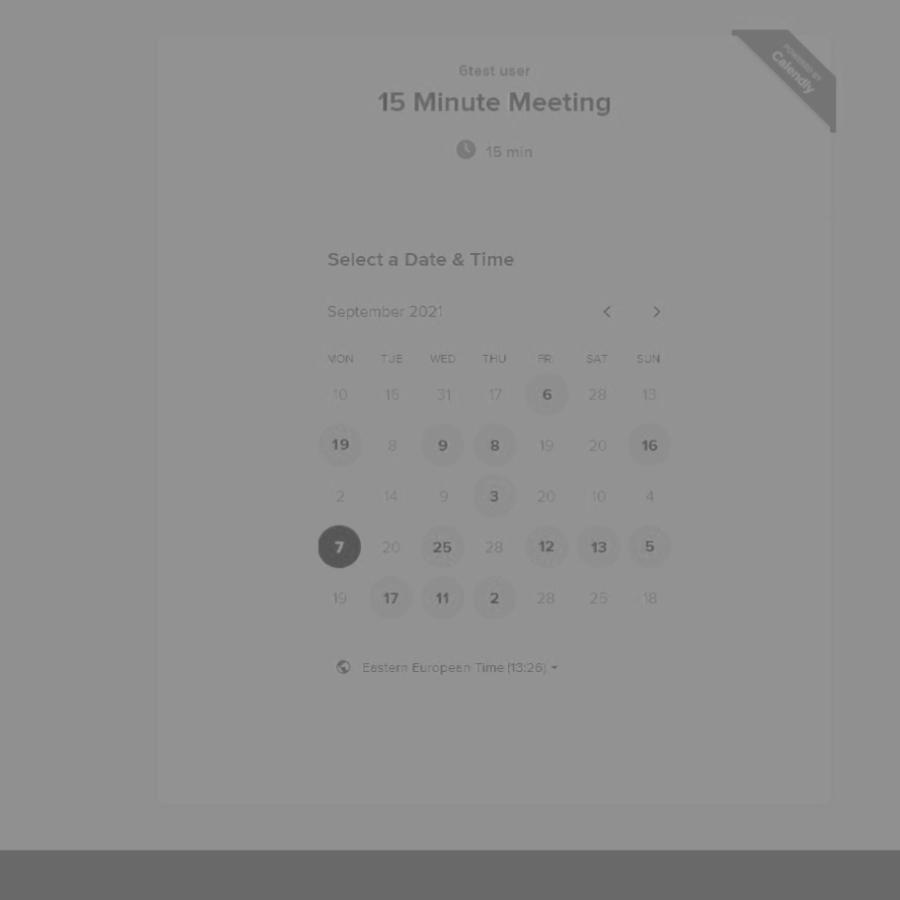 POWERED BY
Calendly
6test user
15 Minute Meeting
15 min
Select a Date & Time
September 2021
MON TUE WED THU FRI SAT SUN
10 15 31 17 6 28 13
19 8 9 8 19 20 16
2 14 9 3 20 10 4
7 20 25 28 12 13 5
19 17 11 2 28 25 18
Eastern European Time (13:26)